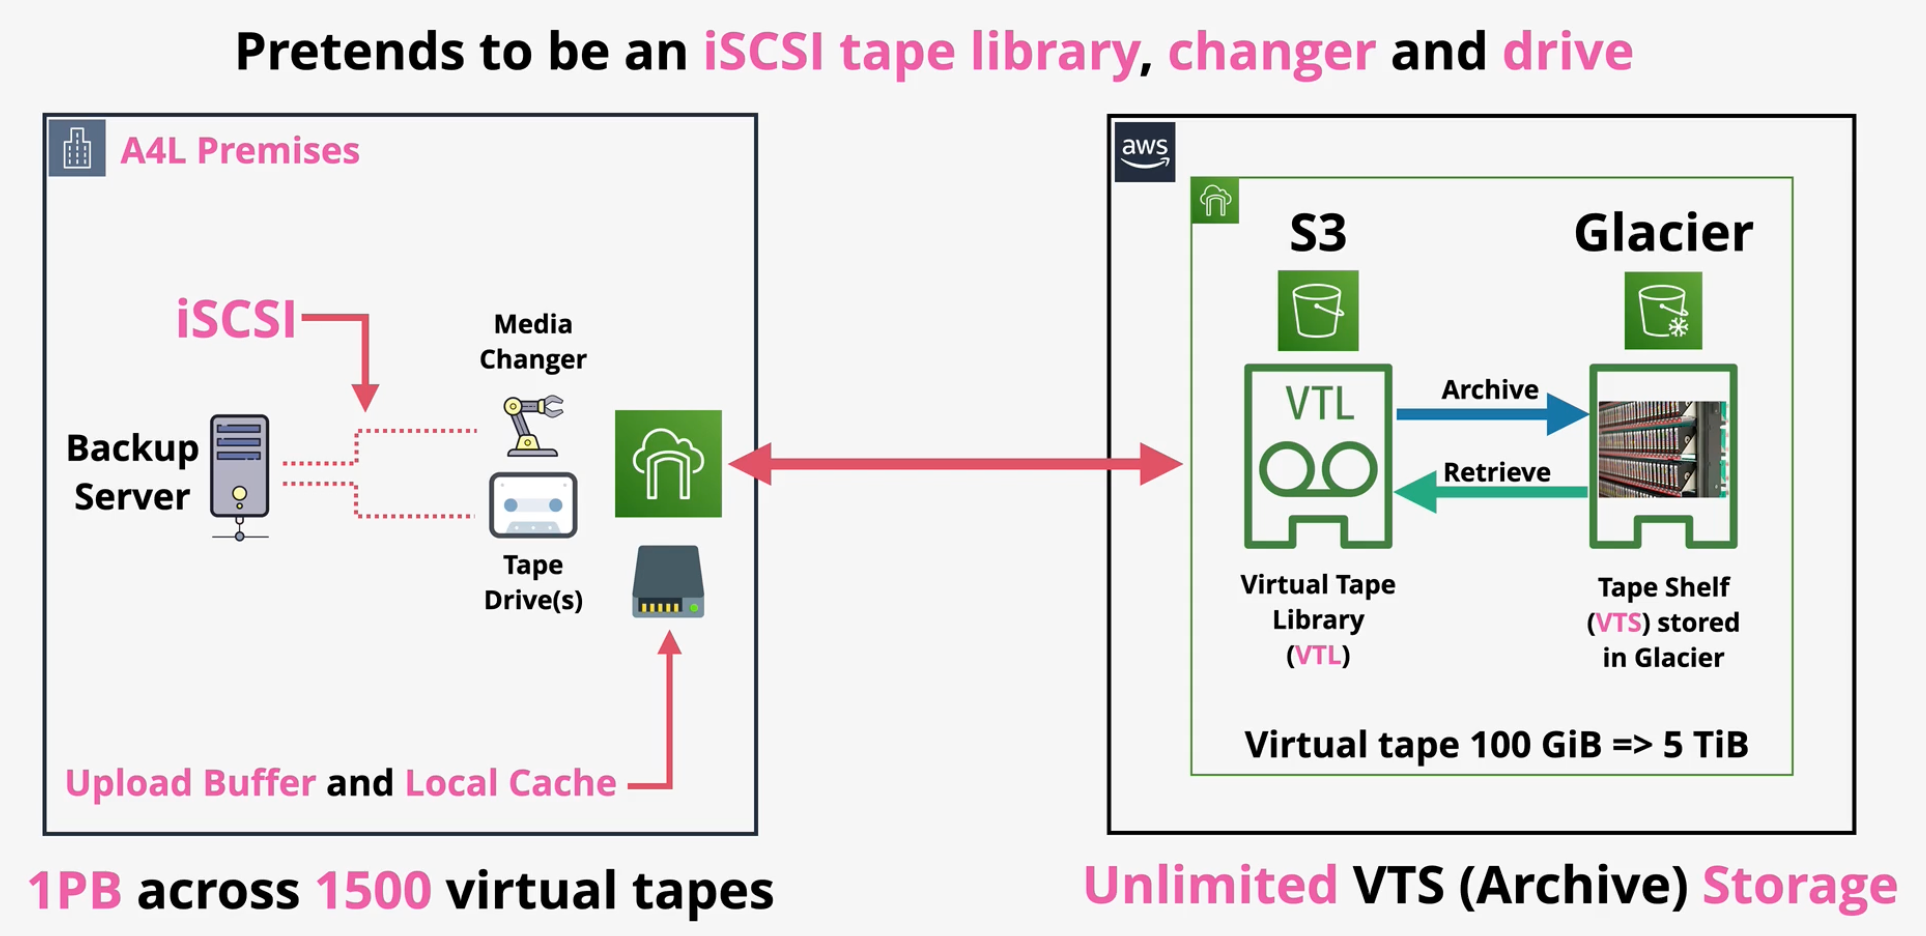 Pretends to be an iSCSI tape library, changer and drive
A4L Premises
iSCSI
Media
Changer
Backup
Server
Tape
Drive(s)
Upload Buffer and Local Cache
1PB across 1500 virtual tapes
aws
S3
Glacier
VTL
Archive
Retrieve
Virtual Tape
Library
(VTL)
Tape Shelf
(VTS) stored
in Glacier
Virtual tape 100 GiB => 5 TiB
Unlimited VTS (Archive) Storage